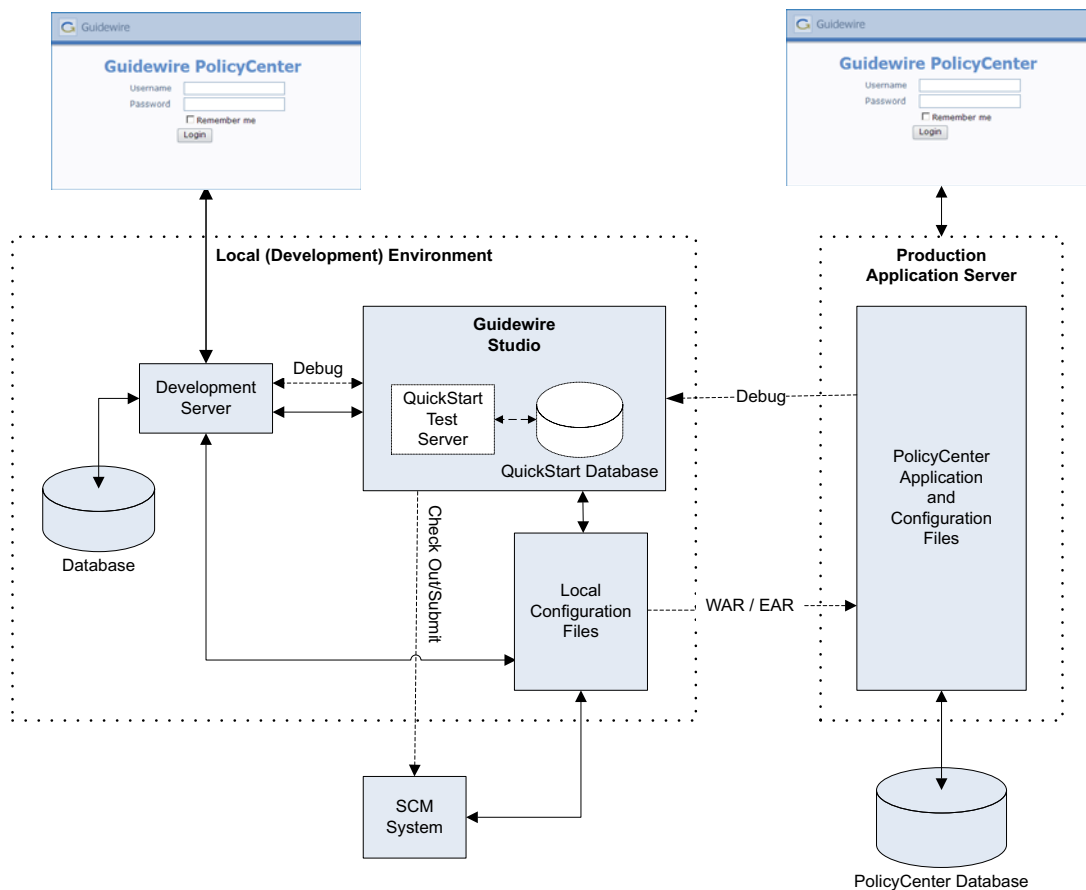 Guidewire
Guidewire PolicyCenter
Username
Password
Remember me
Login
Guidewire
Guidewire PolicyCenter
Username
Password
Remember me
Login
Local (Development) Environment
Production
Application Server
Guidewire
Studio
Debug
Development
Server
QuickStart
Test
Server
QuickStart Database
Debug
PolicyCenter
Application
and
Configuration
Files
Database
Check Out/Submit
Local
Configuration
Files
WAR / EAR
SCM
System
PolicyCenter Database